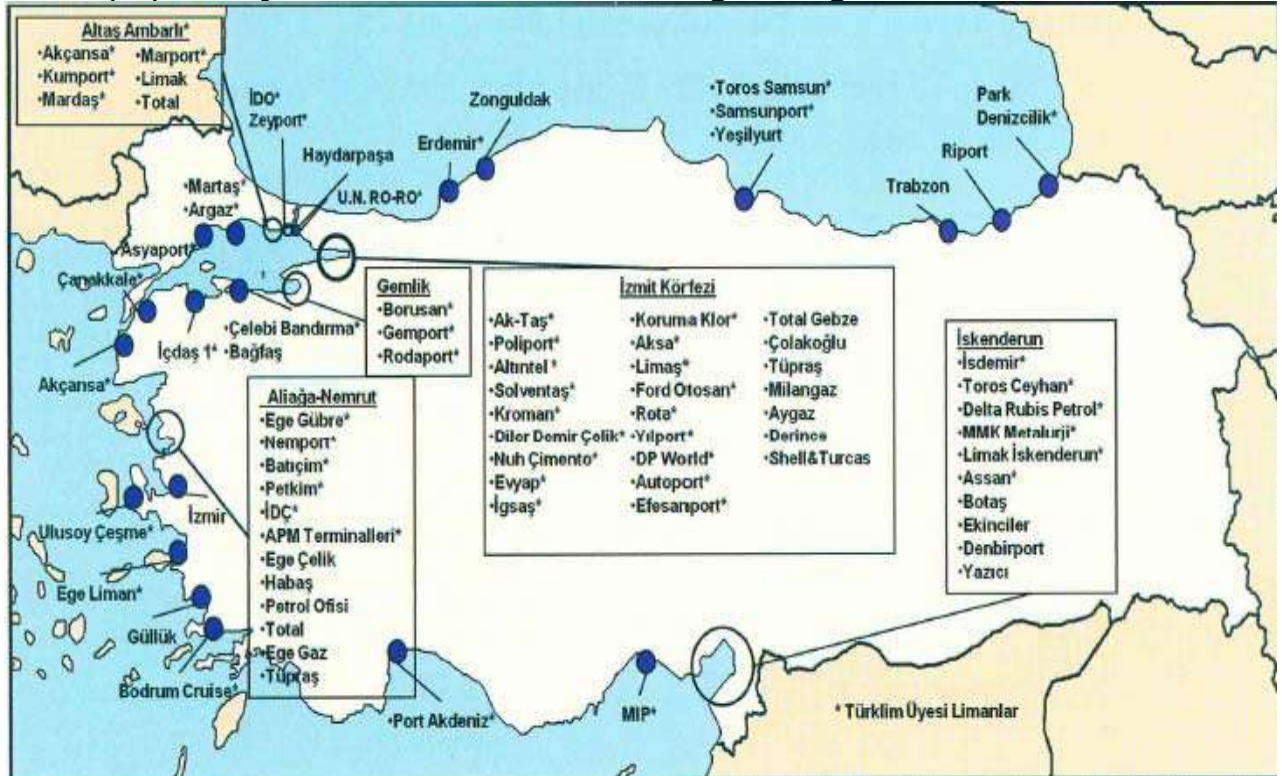 Altaş Ambarlı*
•Akçansa* •Marport*
•Kumport* •Limak
•Mardaş* •Total
İDO*
Zeyport*
Haydarpaşa
U.N. RO-RO*
Erdemir*
Zonguldak
•Toros Samsun*
•Samsunport*
•Yeşilyurt
Park
Denizcilik*
Riport
Trabzon
•Martaş*
•Argaz*
Asyaport*
Çanakkale*
Akçansa*
İçdaş 1*
•Çelebi Bandırma*
•Bağfaş
Gemlik
•Borusan*
•Gemport*
•Rodaport*
İzmit Körfezi
•Ak-Taş* •Koruma Klor* •Total Gebze
•Poliport* •Aksa* •Çolakoğlu
•Altıntel* •Limaş* •Tüpraş
•Solventaş* •Ford Otosan* •Milangaz
•Kroman* •Rota* •Aygaz
•Diler Demir Çelik* •Yılport* •Derince
•Nuh Çimento* •DP World* •Shell&Turcas
•Evyap* •Autoport*
•İgsaş* •Efesanport*
İskenderun
•İsdemir*
•Toros Ceyhan*
•Delta Rubis Petrol*
•MMK Metalurji*
•Limak İskenderun*
•Assan*
•Botaş
•Ekinciler
•Denbirport
•Yazıcı
Aliağa-Nemrut
•Ege Gübre*
•Nemport*
•Batıçim*
•Petkim*
•İDÇ*
•APM Terminalleri*
•Ege Çelik
•Habaş
•Petrol Ofisi
•Total
•Ege Gaz
•Tüpraş
İzmir
Ulusoy Çeşme*
Ege Liman*
Güllük
Bodrum Cruise*
•Port Akdeniz*
MIP*
* Türklim Üyesi Limanlar